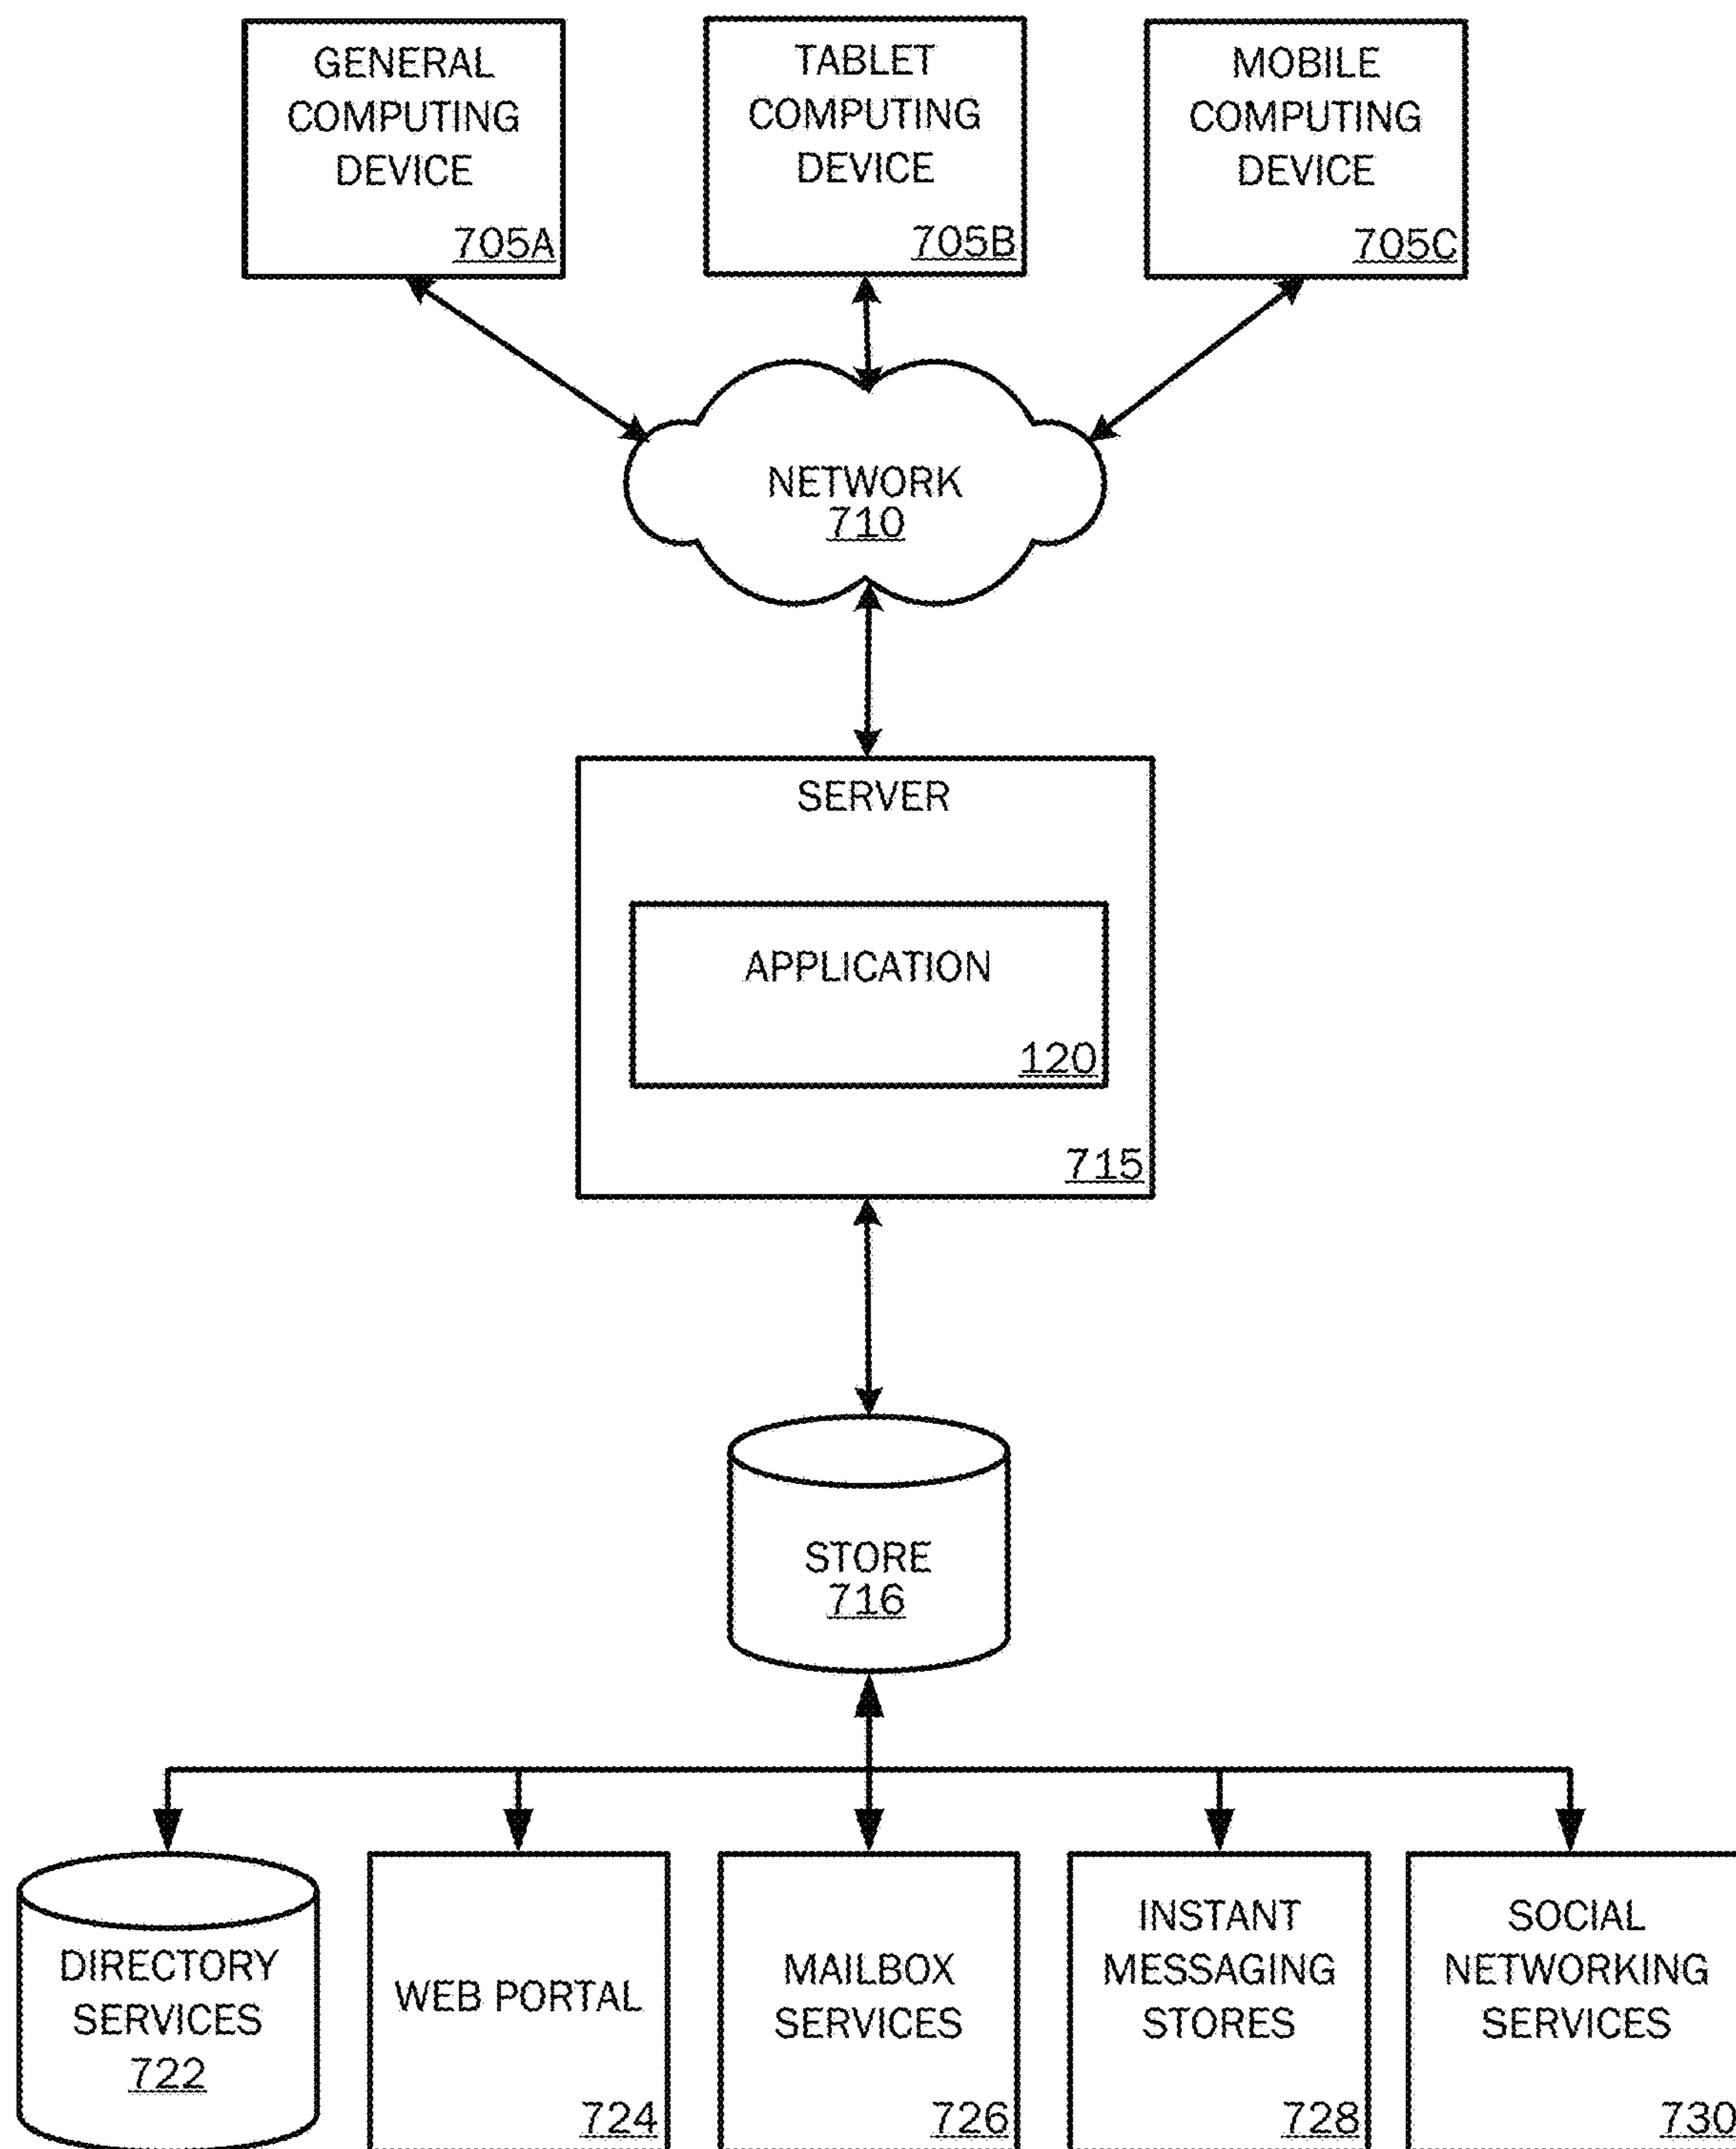 GENERAL
COMPUTING
DEVICE
705A
TABLET
COMPUTING
DEVICE
705B
MOBILE
COMPUTING
DEVICE
705C
NETWORK
710
SERVER
APPLICATION
120
715
STORE
716
DIRECTORY
SERVICES
722
WEB PORTAL
724
MAILBOX
SERVICES
726
INSTANT
MESSAGING
STORES
728
SOCIAL
NETWORKING
SERVICES
730